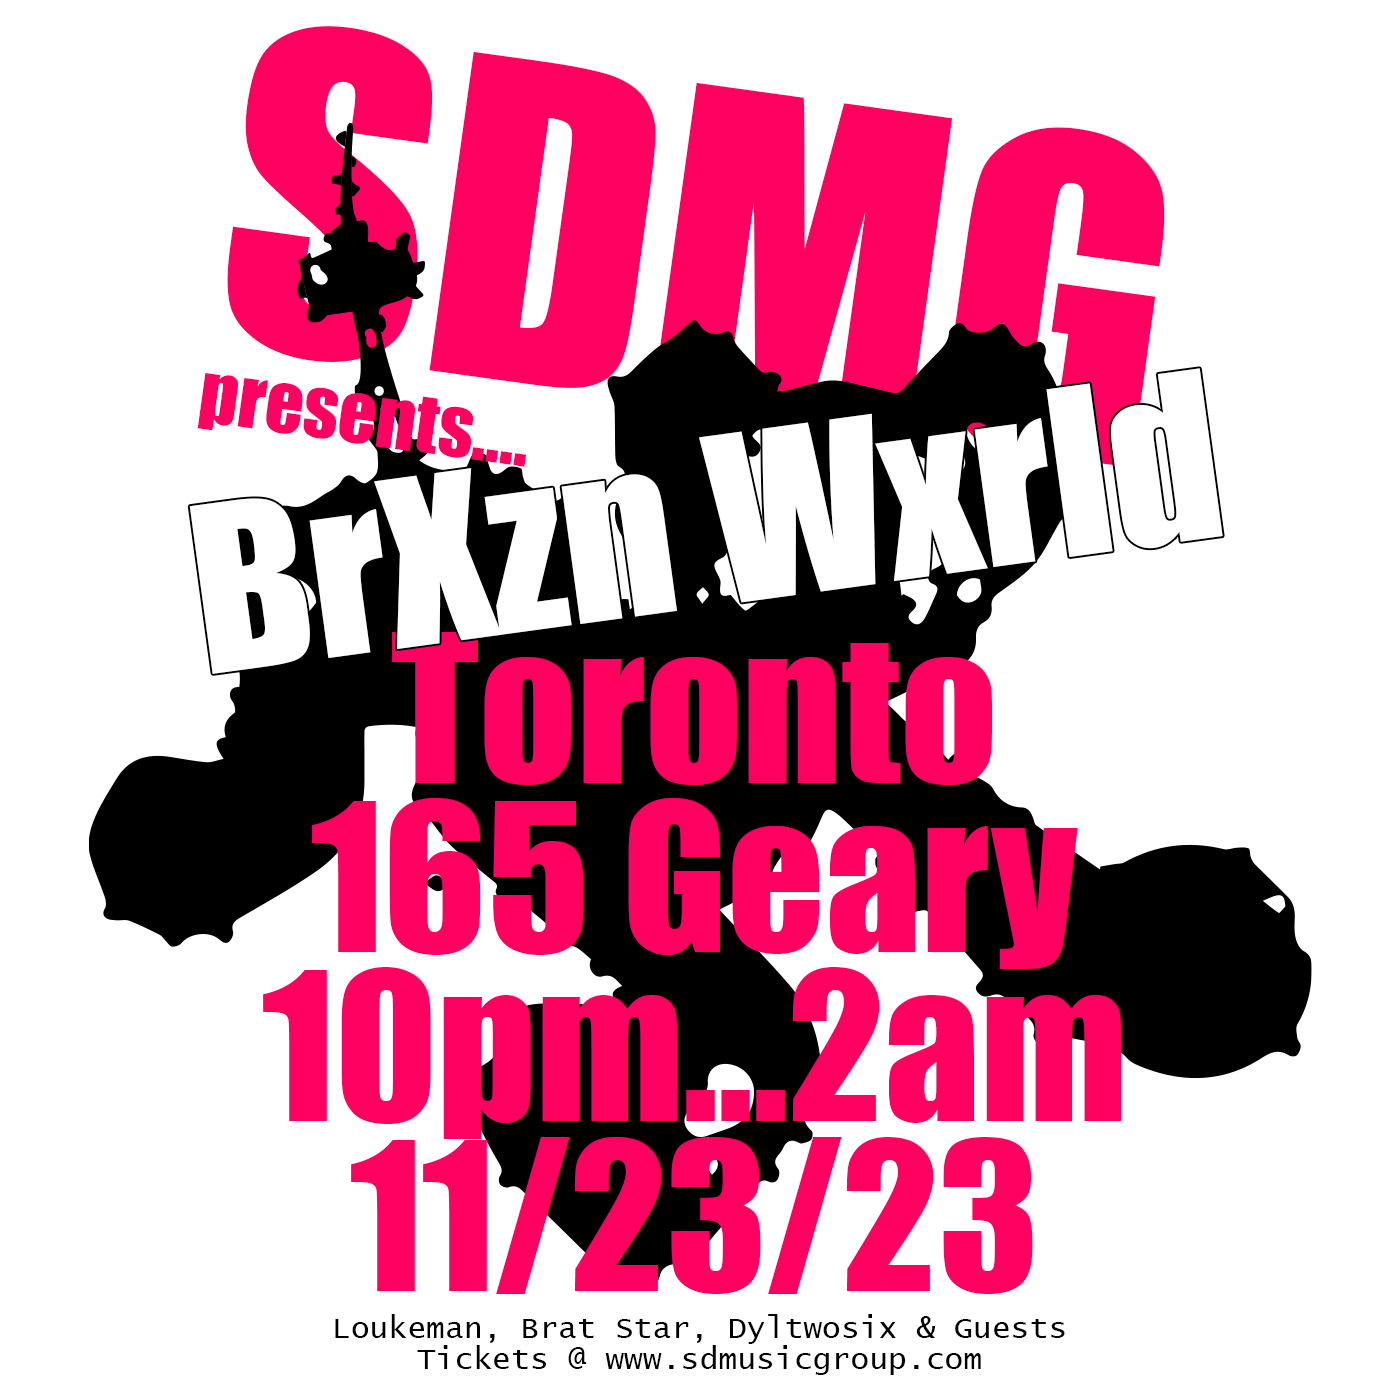 SDMG
presents....
BrXzn Wxrld
Toronto
165 Geary
10pm...2am
11/23/23
Loukeman, Brat Star, Dyltwosix & Guests
Tickets @ www.sdmusicgroup.com